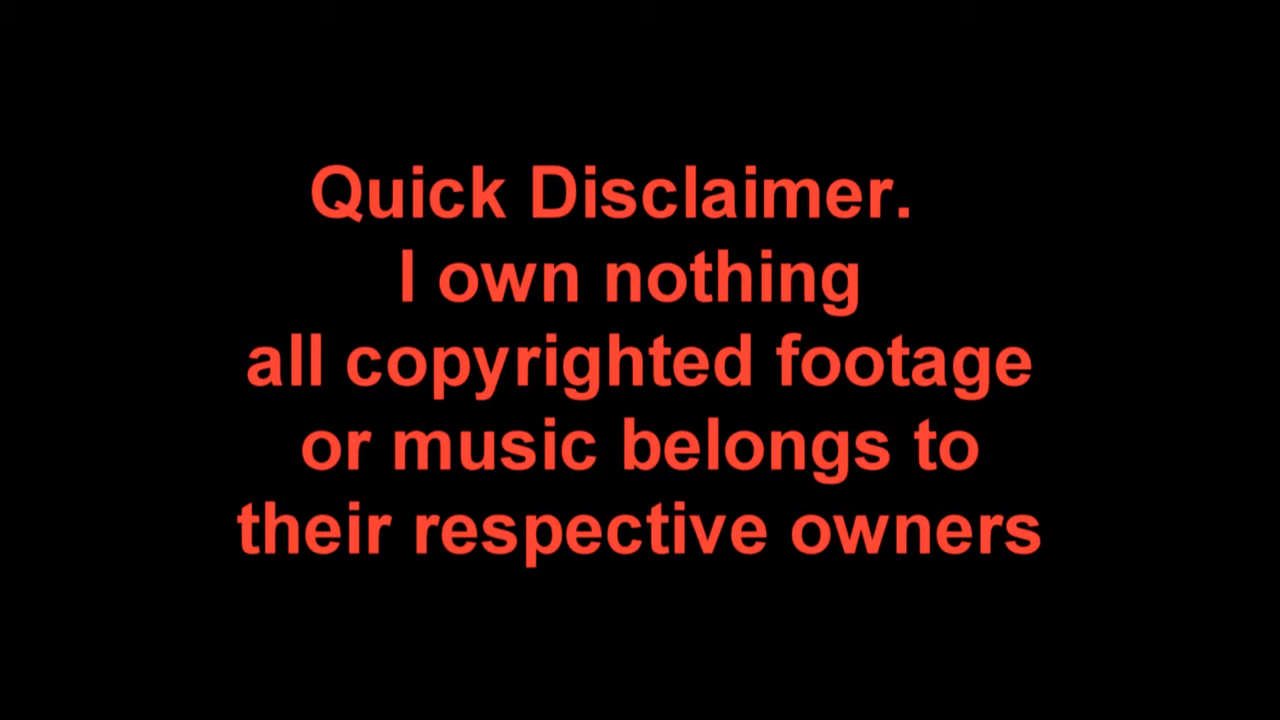 Quick Disclaimer.
I own nothing
all copyrighted footage
or music belongs to
their respective owners